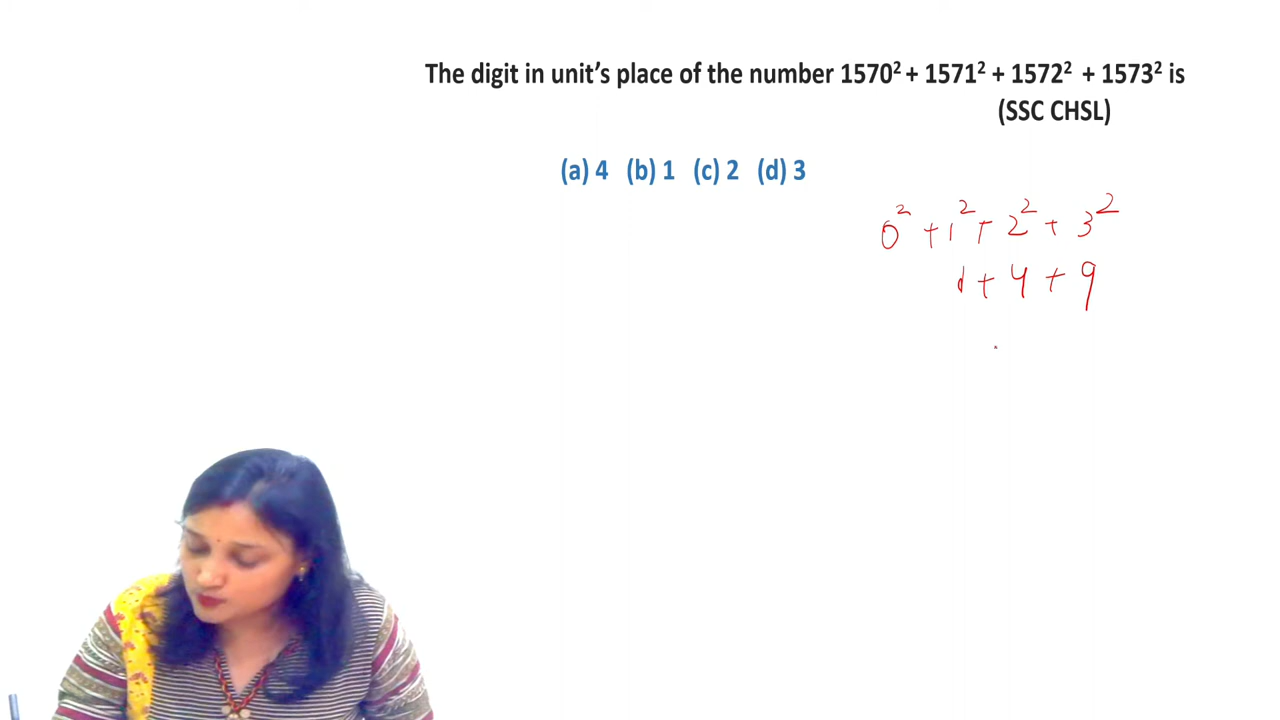 The digit in unit's place of the number 1570² + 1571² + 1572² + 1573² is
(SSC CHSL)
(a) 4 (b) 1 (c) 2 (d) 3
0² + 1² + 2² + 3²
1 + 4 + 9